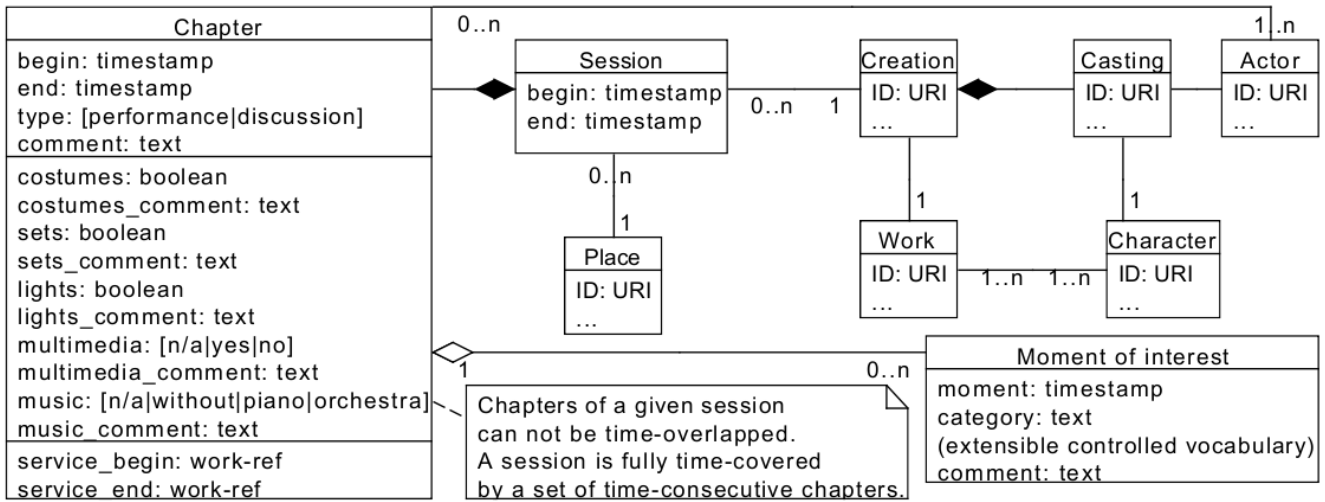 Chapter
begin: timestamp
end: timestamp
type: [performance|discussion]
comment: text
costumes: boolean
costumes_comment: text
sets: boolean
sets_comment: text
lights: boolean
lights_comment: text
multimedia: [n/a|yes|no]
multimedia_comment: text
music: [n/a|without|piano|orchestra]
music_comment: text
service_begin: work-ref
service_end: work-ref
0..n
1..n
Session
begin: timestamp
end: timestamp
0..n
1
Creation
ID: URI
...
Casting
ID: URI
...
Actor
ID: URI
...
0..n
1
Place
ID: URI
...
1
Work
ID: URI
...
1..n
1..n
1
Character
ID: URI
...
1
0..n
Moment of interest
moment: timestamp
category: text
(extensible controlled vocabulary)
comment: text
Chapters of a given session
can not be time-overlapped.
A session is fully time-covered
by a set of time-consecutive chapters.